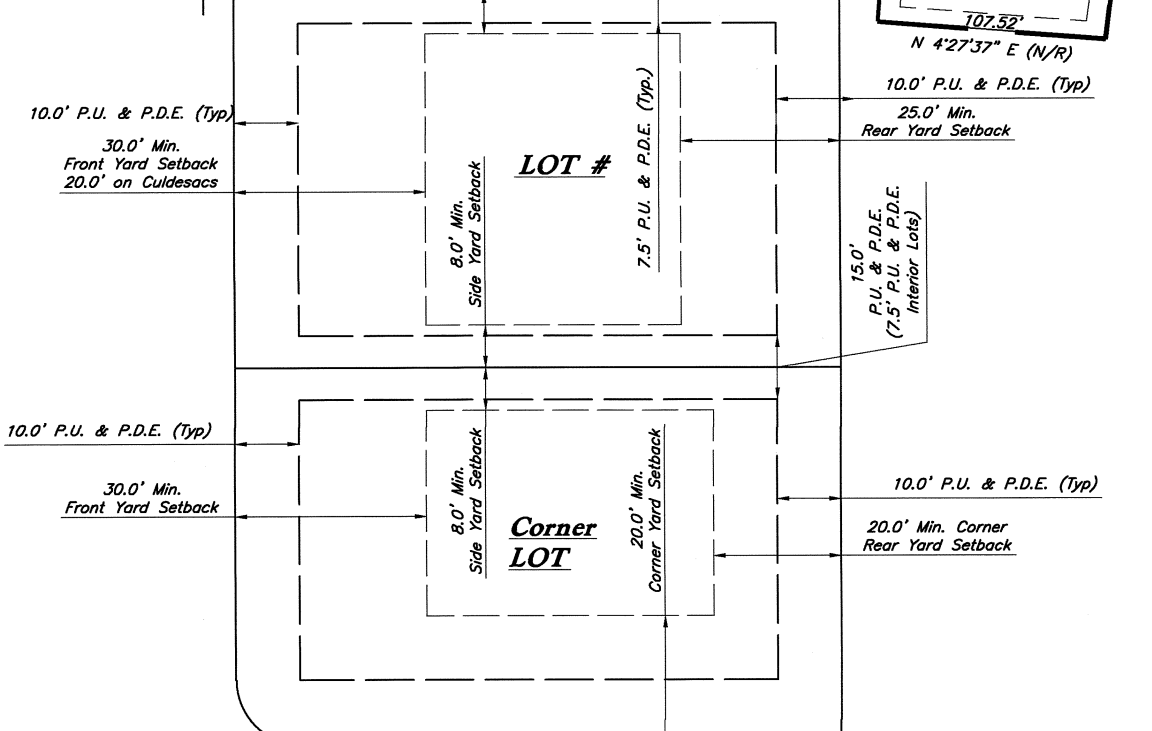 107.52'
N 4°27'37" E (N/R)
10.0' P.U. & P.D.E. (Typ)
25.0' Min.
Rear Yard Setback
10.0' P.U. & P.D.E. (Typ)
30.0' Min.
Front Yard Setback
20.0' on Culdesacs
LOT #
8.0' Min.
Side Yard Setback
7.5' P.U. & P.D.E. (Typ.)
15.0'
P.U. & P.D.E.
(7.5' P.U. & P.D.E.
Interior Lots)
10.0' P.U. & P.D.E. (Typ)
30.0' Min.
Front Yard Setback
8.0' Min.
Side Yard Setback
Corner
LOT
20.0' Min.
Corner Yard Setback
10.0' P.U. & P.D.E. (Typ)
20.0' Min. Corner
Rear Yard Setback